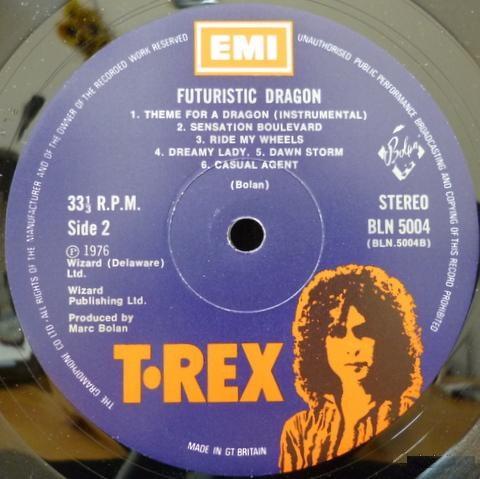 EMI
FUTURISTIC DRAGON
1. THEME FOR A DRAGON (INSTRUMENTAL)
2. SENSATION BOULEVARD
3. RIDE MY WHEELS
4. DREAMY LADY. 5. DAWN STORM
6. CASUAL AGENT
(Bolan)
Bolan
33⅓ R.P.M.
Side 2
STEREO
BLN 5004
(BLN.5004B)
Ⓟ 1976
Wizard (Delaware)
Ltd.
Wizard
Publishing Ltd.
Produced by
Marc Bolan
T•REX
MADE IN GT BRITAIN
THE GRAMOPHONE CO LTD · ALL RIGHTS OF THE MANUFACTURER AND OF THE OWNER OF THE RECORDED WORK RESERVED
UNAUTHORISED PUBLIC PERFORMANCE BROADCASTING AND COPYING OF THIS RECORD PROHIBITED